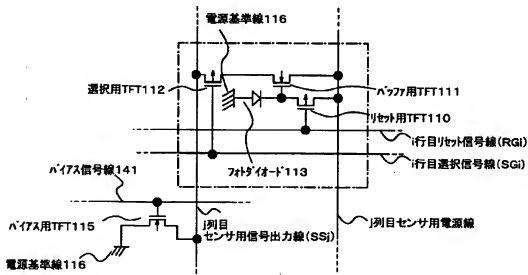 電源基準線116
選択用TFT112
バッファ用TFT111
リセット用TFT110
i行目リセット信号線(RGi)
i行目選択信号線(SGi)
フォトダイオード113
バイアス信号線141
バイアス用TFT115
j列目
センサ用信号出力線(SSj)
j列目センサ用電源線
電源基準線116